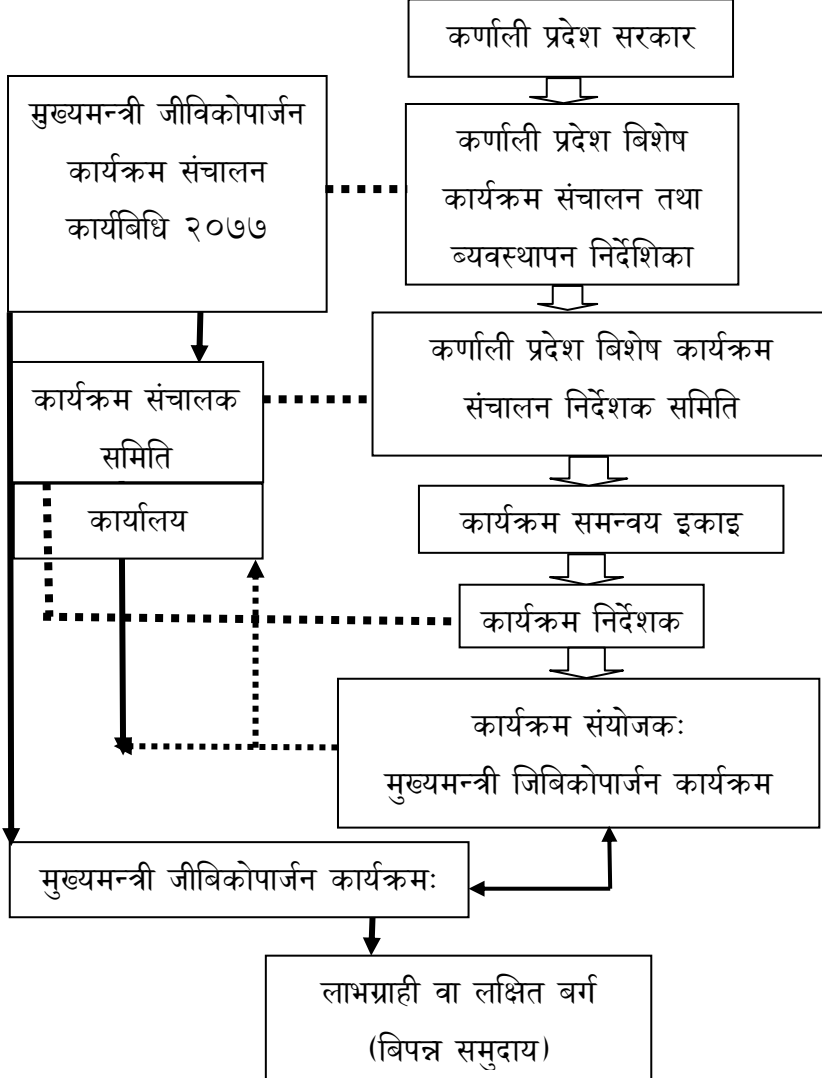 कर्णाली प्रदेश सरकार
मुख्यमन्त्री जीविकोपार्जन
कार्यक्रम संचालन
कार्यबिधि २०७७
कर्णाली प्रदेश बिशेष
कार्यक्रम संचालन तथा
ब्यवस्थापन निर्देशिका
कर्णाली प्रदेश बिशेष कार्यक्रम
संचालन निर्देशक समिति
कार्यक्रम संचालक
समिति
कार्यालय
कार्यक्रम समन्वय इकाइ
कार्यक्रम निर्देशक
कार्यक्रम संयोजकः
मुख्यमन्त्री जिबिकोपार्जन कार्यक्रम
मुख्यमन्त्री जीबिकोपार्जन कार्यक्रमः
लाभग्राही वा लक्षित बर्ग
(बिपन्न समुदाय)